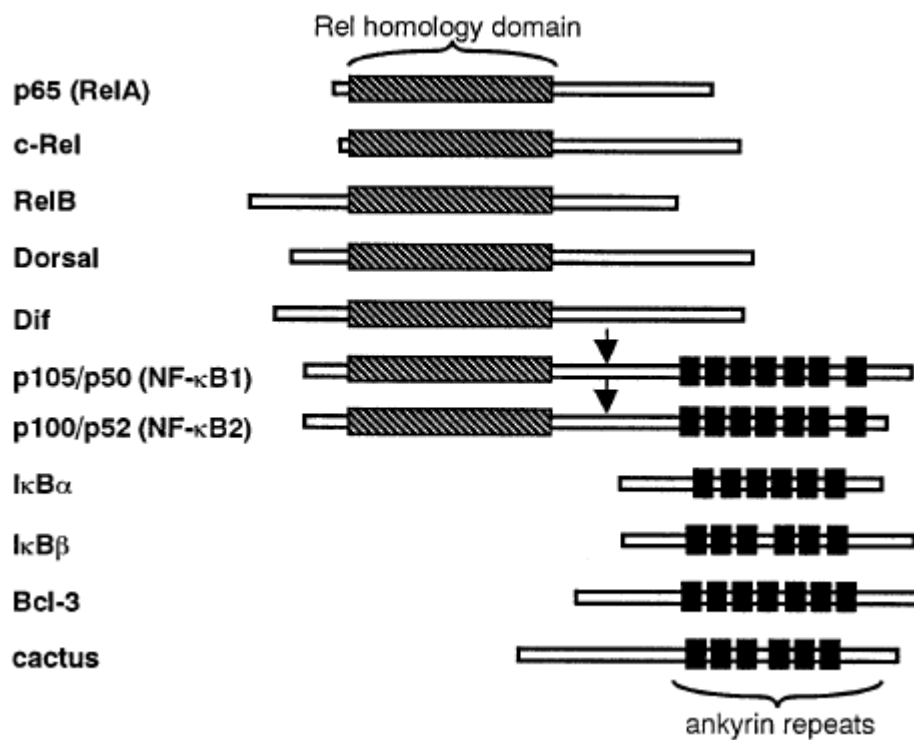 Rel homology domain
p65 (RelA)
c-Rel
RelB
Dorsal
Dif
p105/p50 (NF-κB1)
p100/p52 (NF-κB2)
IκBα
IκBβ
Bcl-3
cactus
ankyrin repeats